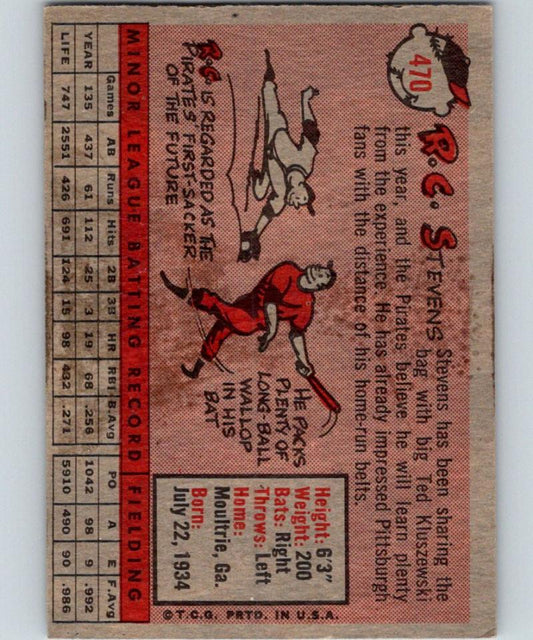 470
R.C. STEVENS
Stevens has been sharing the
bag with big Ted Kluszewski
this year, and the Pirates believe he will learn plenty
from the experience. He has already impressed Pittsburgh
fans with the distance of his home-run belts.
R.C. IS REGARDED AS THE
PIRATE'S FIRST-SACKER
OF THE FUTURE
HE PACKS
PLENTY OF
LONG-BALL
WALLOP
IN HIS
BAT
Height: 6'3"
Weight: 200
Bats: Right
Throws: Left
Home:
Moultrie, Ga.
Born:
July 22, 1934
MINOR LEAGUE BATTING RECORD FIELDING
Games AB Runs Hits 2B 3B HR RBI B.Avg PO A E F.Avg
YEAR 135 437 61 112 25 3 19 68 .256 1042 98 9 .992
LIFE 747 2551 426 691 124 15 98 432 .271 5910 490 90 .986
©T.C.G. PRTD. IN U.S.A.